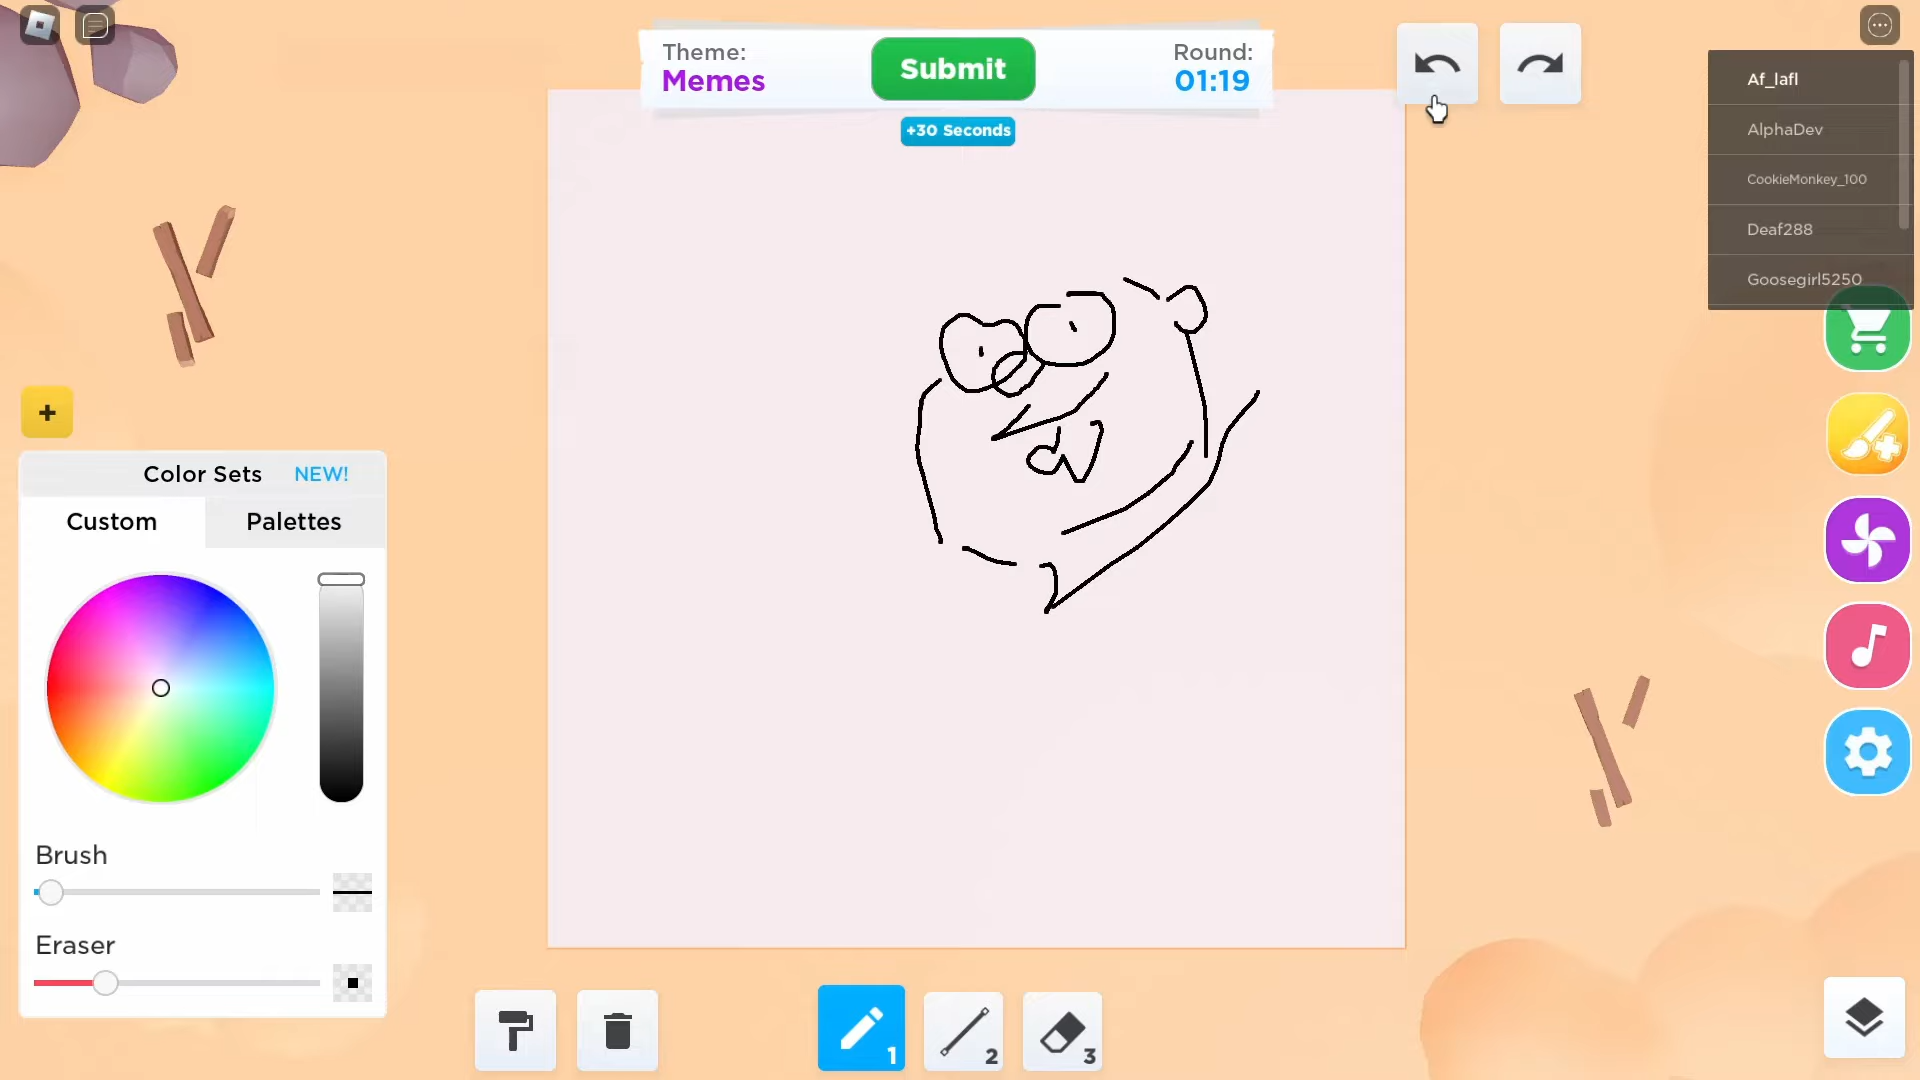 Theme:
Memes
Submit
Round:
01:19
+30 Seconds
Af_lafl
AlphaDev
CookieMonkey_100
Deaf288
Goosegirl5250
+
Color Sets NEW!
Custom Palettes
Brush
Eraser
1
2
3